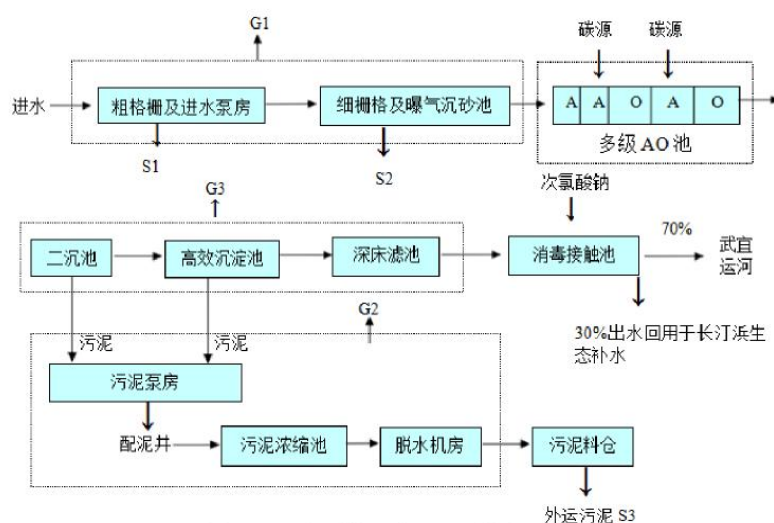 G1
碳源 碳源
进水
粗格栅及进水泵房
细栅格及曝气沉砂池
A A O A O
多级 AO 池
S1
S2
次氯酸钠
G3
二沉池
高效沉淀池
深床滤池
消毒接触池
70%
武宜
运河
G2
30%出水回用于长汀浜生
态补水
污泥
污泥
污泥泵房
配泥井
污泥浓缩池
脱水机房
污泥料仓
外运污泥 S3